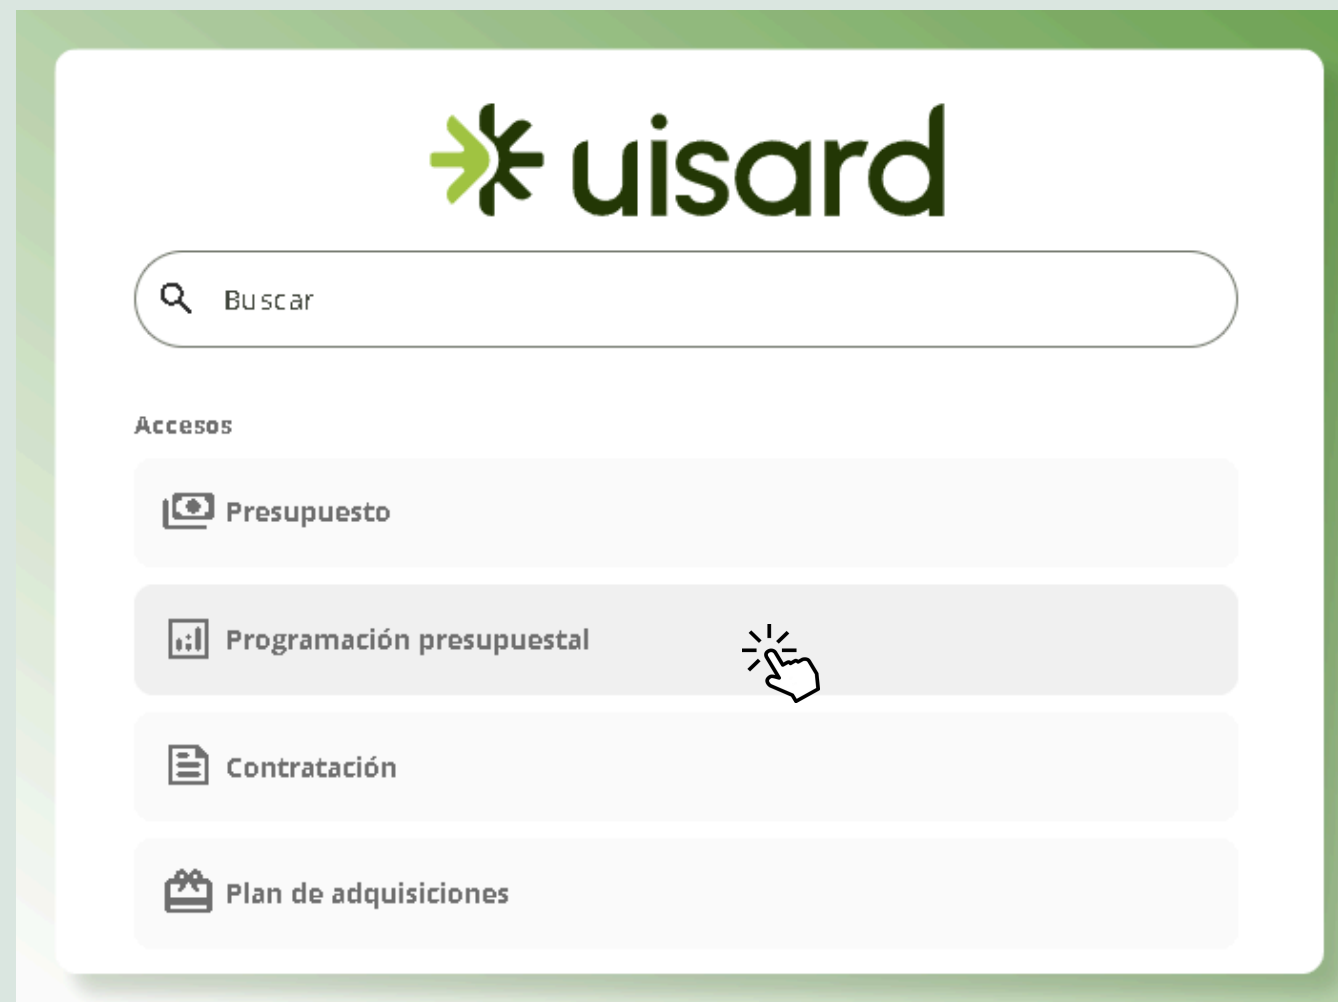 uisard
Buscar
Accesos
Presupuesto
Programación presupuestal
Contratación
Plan de adquisiciones